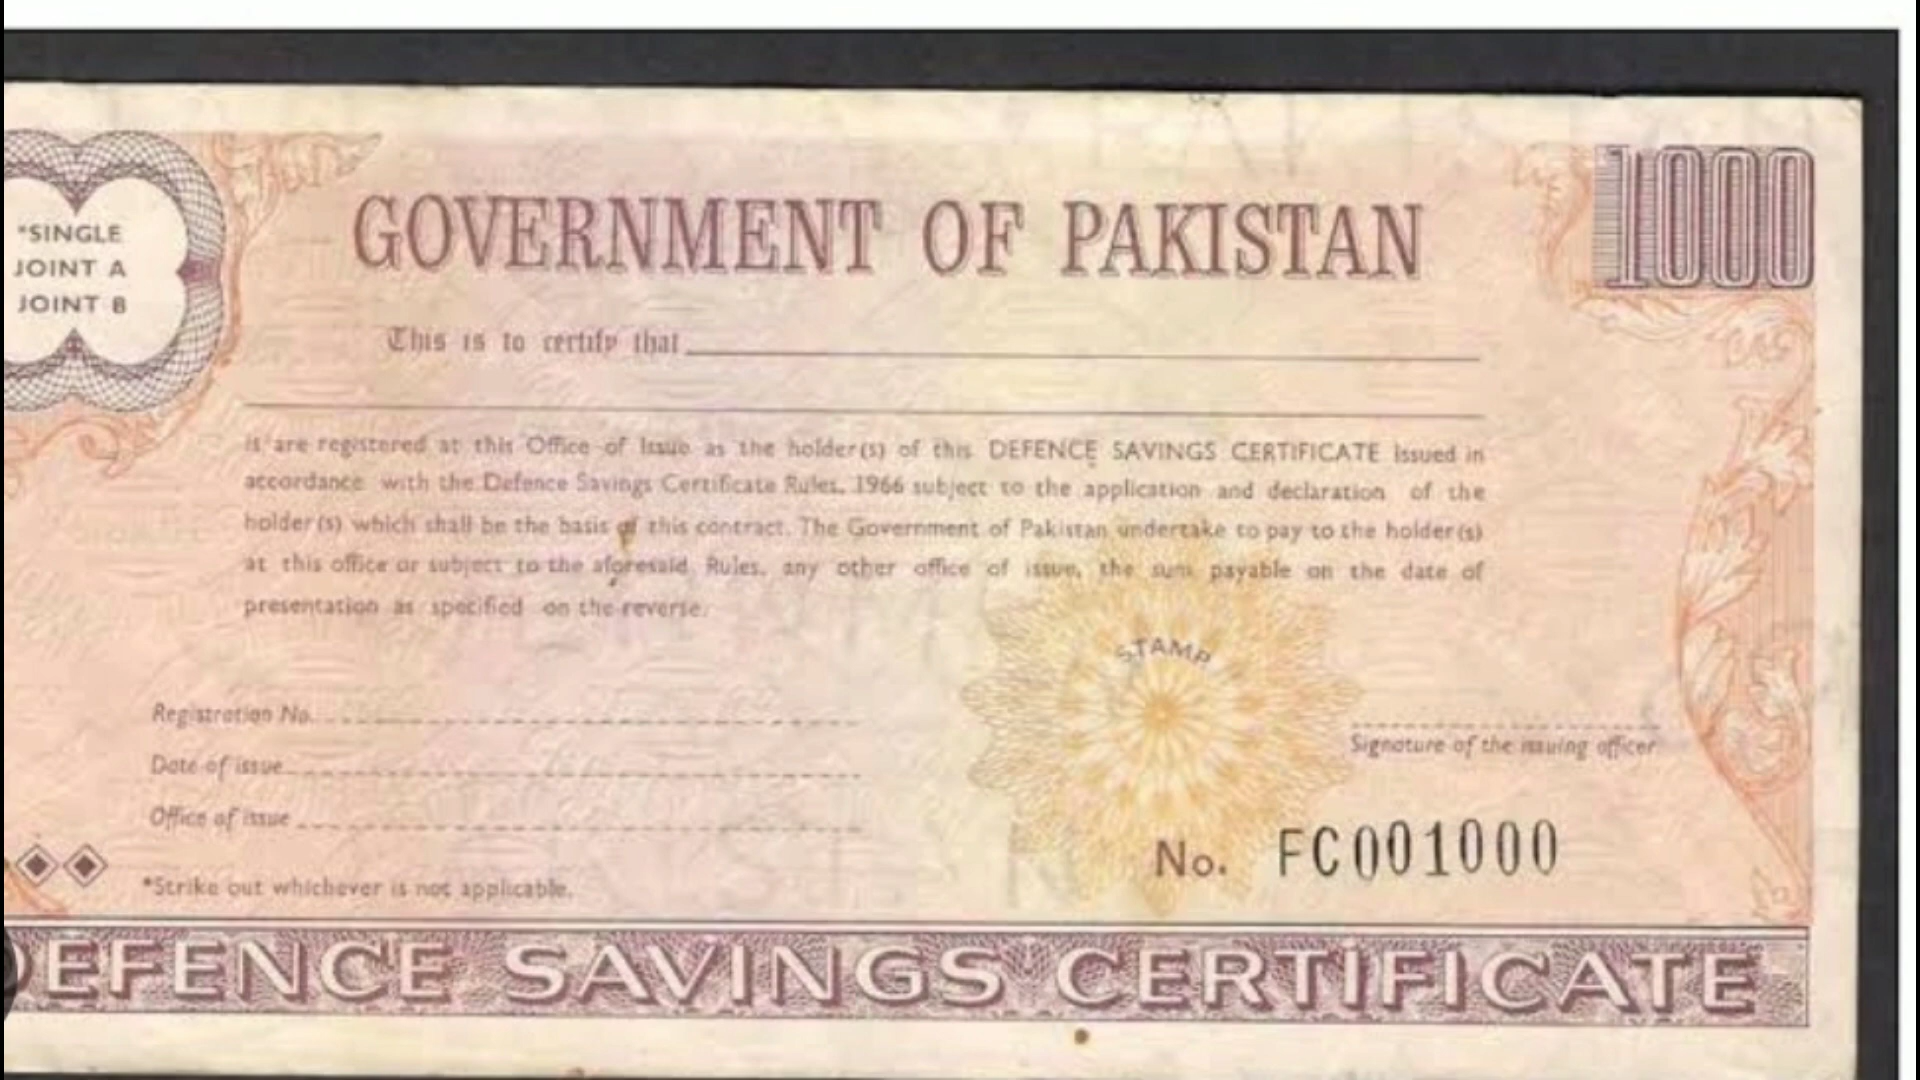 *SINGLE
JOINT A
JOINT B
GOVERNMENT OF PAKISTAN
1000
This is to certify that
is are registered at this Office of Issue as the holder(s) of this DEFENCE SAVINGS CERTIFICATE Issued in
accordance with the Defence Savings Certificate Rules, 1966 subject to the application and declaration of the
holder(s) which shall be the basis of this contract. The Government of Pakistan undertake to pay to the holder(s)
at this office or subject to the aforesaid Rules, any other office of issue, the sum payable on the date of
presentation as specified on the reverse.
STAMP
Registration No.
Date of issue
Office of issue
Signature of the issuing officer
No. FC001000
*Strike out whichever is not applicable.
DEFENCE SAVINGS CERTIFICATE